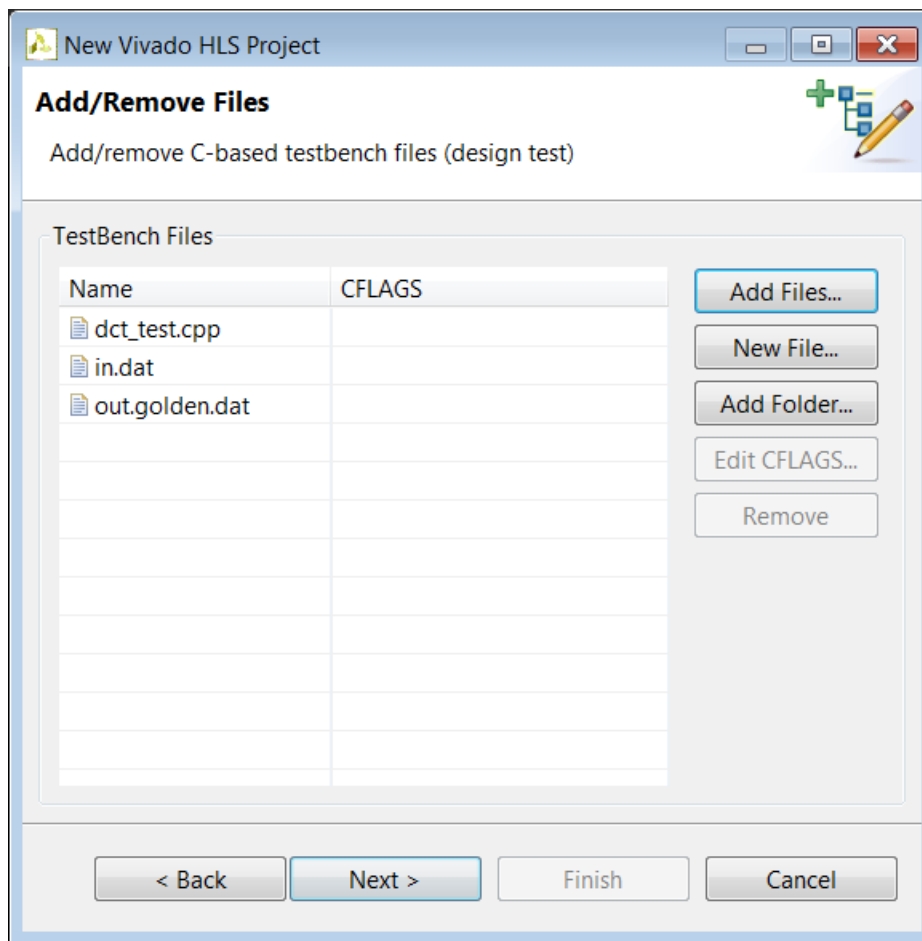 New Vivado HLS Project
Add/Remove Files
Add/remove C-based testbench files (design test)
TestBench Files
Name CFLAGS
dct_test.cpp
in.dat
out.golden.dat
Add Files...
New File...
Add Folder...
Edit CFLAGS...
Remove
< Back Next > Finish Cancel